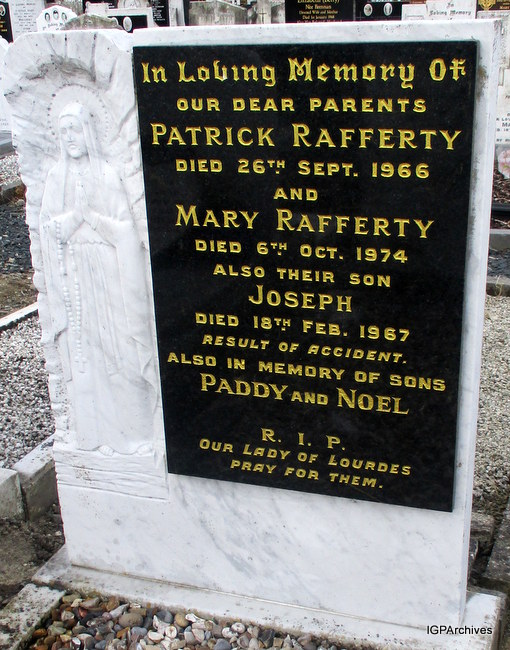 In Loving Memory Of
OUR DEAR PARENTS
PATRICK RAFFERTY
DIED 26TH SEPT. 1966
AND
MARY RAFFERTY
DIED 6TH OCT. 1974
ALSO THEIR SON
JOSEPH
DIED 18TH FEB. 1967
RESULT OF ACCIDENT.
ALSO IN MEMORY OF SONS
PADDY AND NOEL
R. I. P.
OUR LADY OF LOURDES
PRAY FOR THEM.
IGPArchives